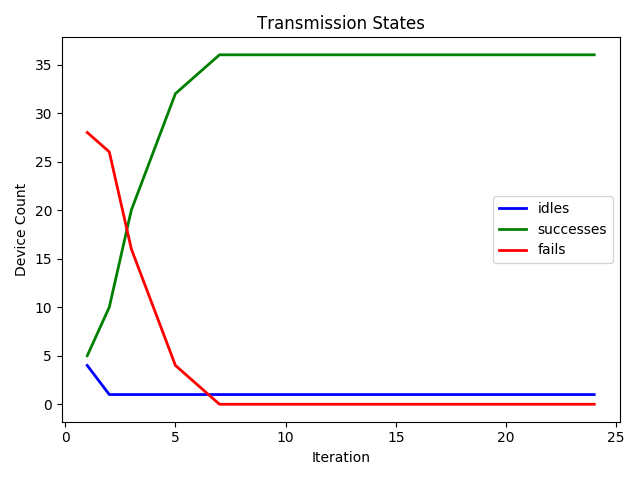 Transmission States
Device Count
35
30
25
20
15
10
5
0
idles
successes
fails
0 5 10 15 20 25
Iteration